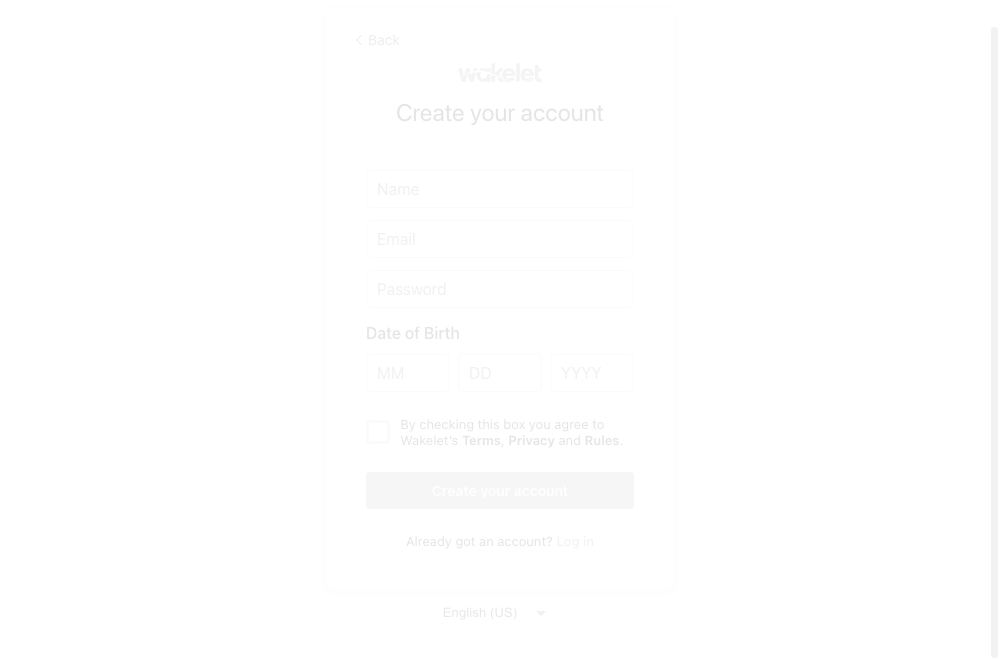 Back
wakelet
Create your account
Name
Email
Password
Date of Birth
MM DD YYYY
By checking this box you agree to
Wakelet's Terms, Privacy and Rules.
Create your account
Already got an account? Log in
English (US)